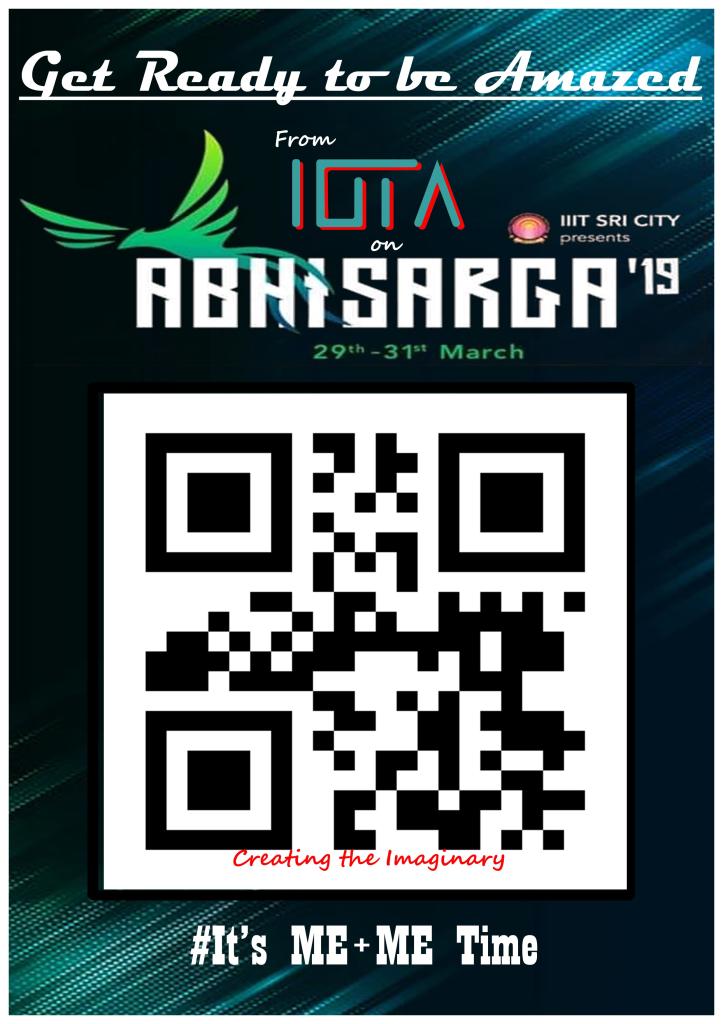 Get Ready to be Amazed
From
IOTA
on
IIIT SRI CITY
presents
ABHISARGA'19
29th -31st March
Creating the Imaginary
#It's ME+ME Time